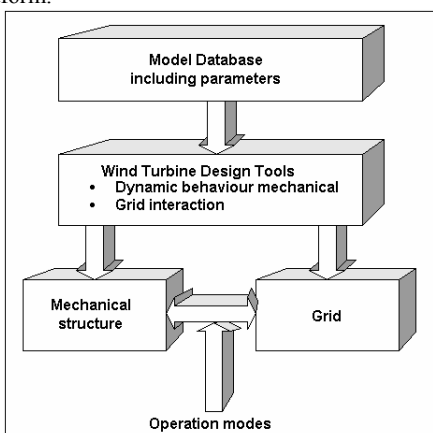 form.
Model Database
including parameters
Wind Turbine Design Tools
• Dynamic behaviour mechanical
• Grid interaction
Mechanical
structure
Grid
Operation modes